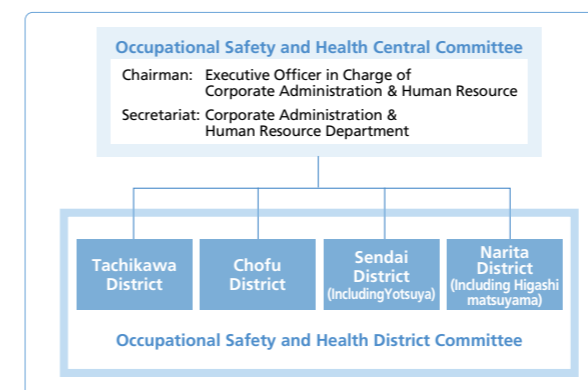 Occupational Safety and Health Central Committee
Chairman: Executive Officer in Charge of
Corporate Administration & Human Resource
Secretariat: Corporate Administration &
Human Resource Department
Tachikawa
District
Chofu
District
Sendai
District
(IncludingYotsuya)
Narita
District
(Including Higashi
matsuyama)
Occupational Safety and Health District Committee